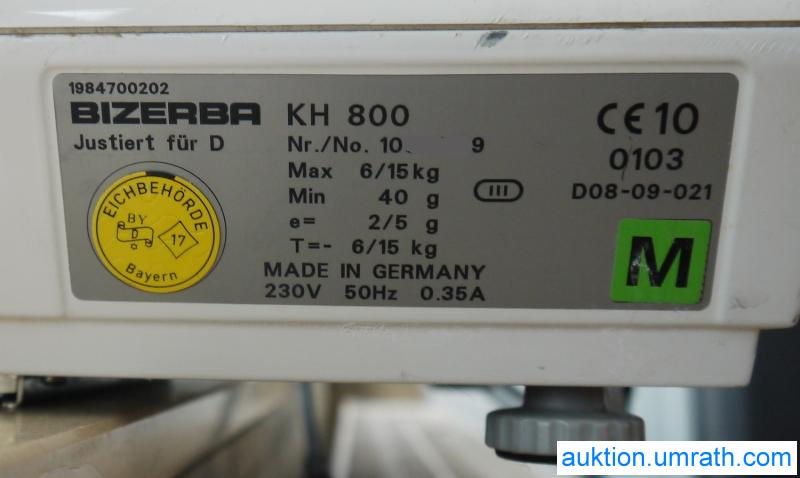 1984700202
BIZERBA KH 800
Justiert für D
Nr./No. 10 9
Max 6/15kg
Min 40 g
e= 2/5 g
T=- 6/15 kg
MADE IN GERMANY
230V 50Hz 0.35A
III
CE 10
0103
D08-09-021
M
EICHBEHÖRDE
BY
D
17
Bayern
auktion.umrath.com